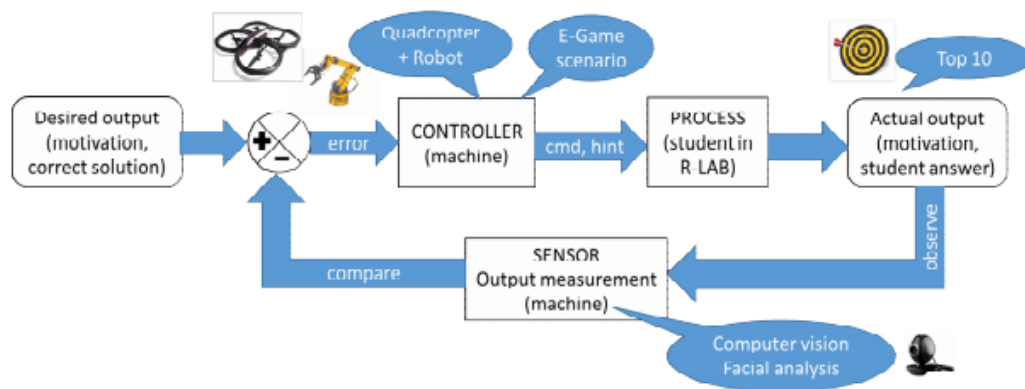 Quadcopter
+ Robot
E-Game
scenario
Top 10
Desired output
(motivation,
correct solution)
+
-
error
CONTROLLER
(machine)
cmd, hint
PROCESS
(student in
R-LAB)
Actual output
(motivation,
student answer)
observe
SENSOR
Output measurement
(machine)
compare
Computer vision
Facial analysis